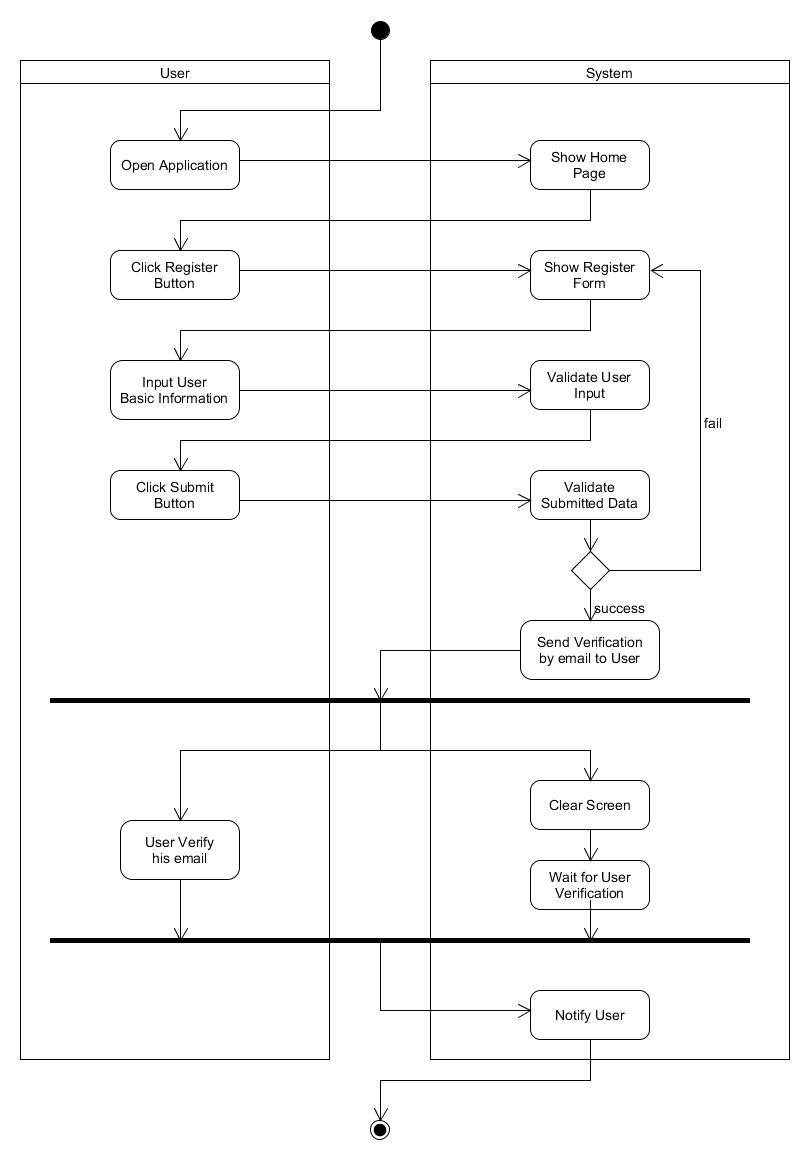 User
System
Open Application
Show Home
Page
Click Register
Button
Show Register
Form
Input User
Basic Information
Validate User
Input
fail
Click Submit
Button
Validate
Submitted Data
success
Send Verification
by email to User
Clear Screen
User Verify
his email
Wait for User
Verification
Notify User